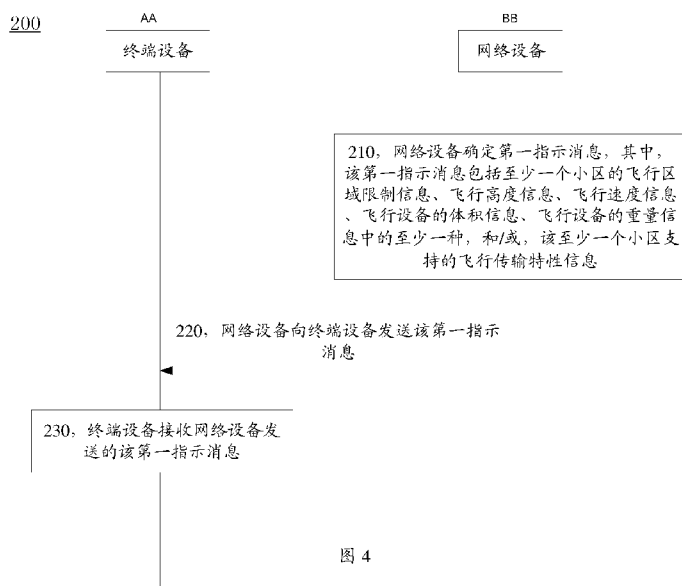 200
AA
BB
终端设备
网络设备
210，网络设备确定第一指示消息，其中，
该第一指示消息包括至少一个小区的飞行区
域限制信息、飞行高度信息、飞行速度信息
、飞行设备的体积信息、飞行设备的重量信
息中的至少一种，和/或，该至少一个小区支
持的飞行传输特性信息
220，网络设备向终端设备发送该第一指示
消息
230，终端设备接收网络设备发
送的该第一指示消息
图 4